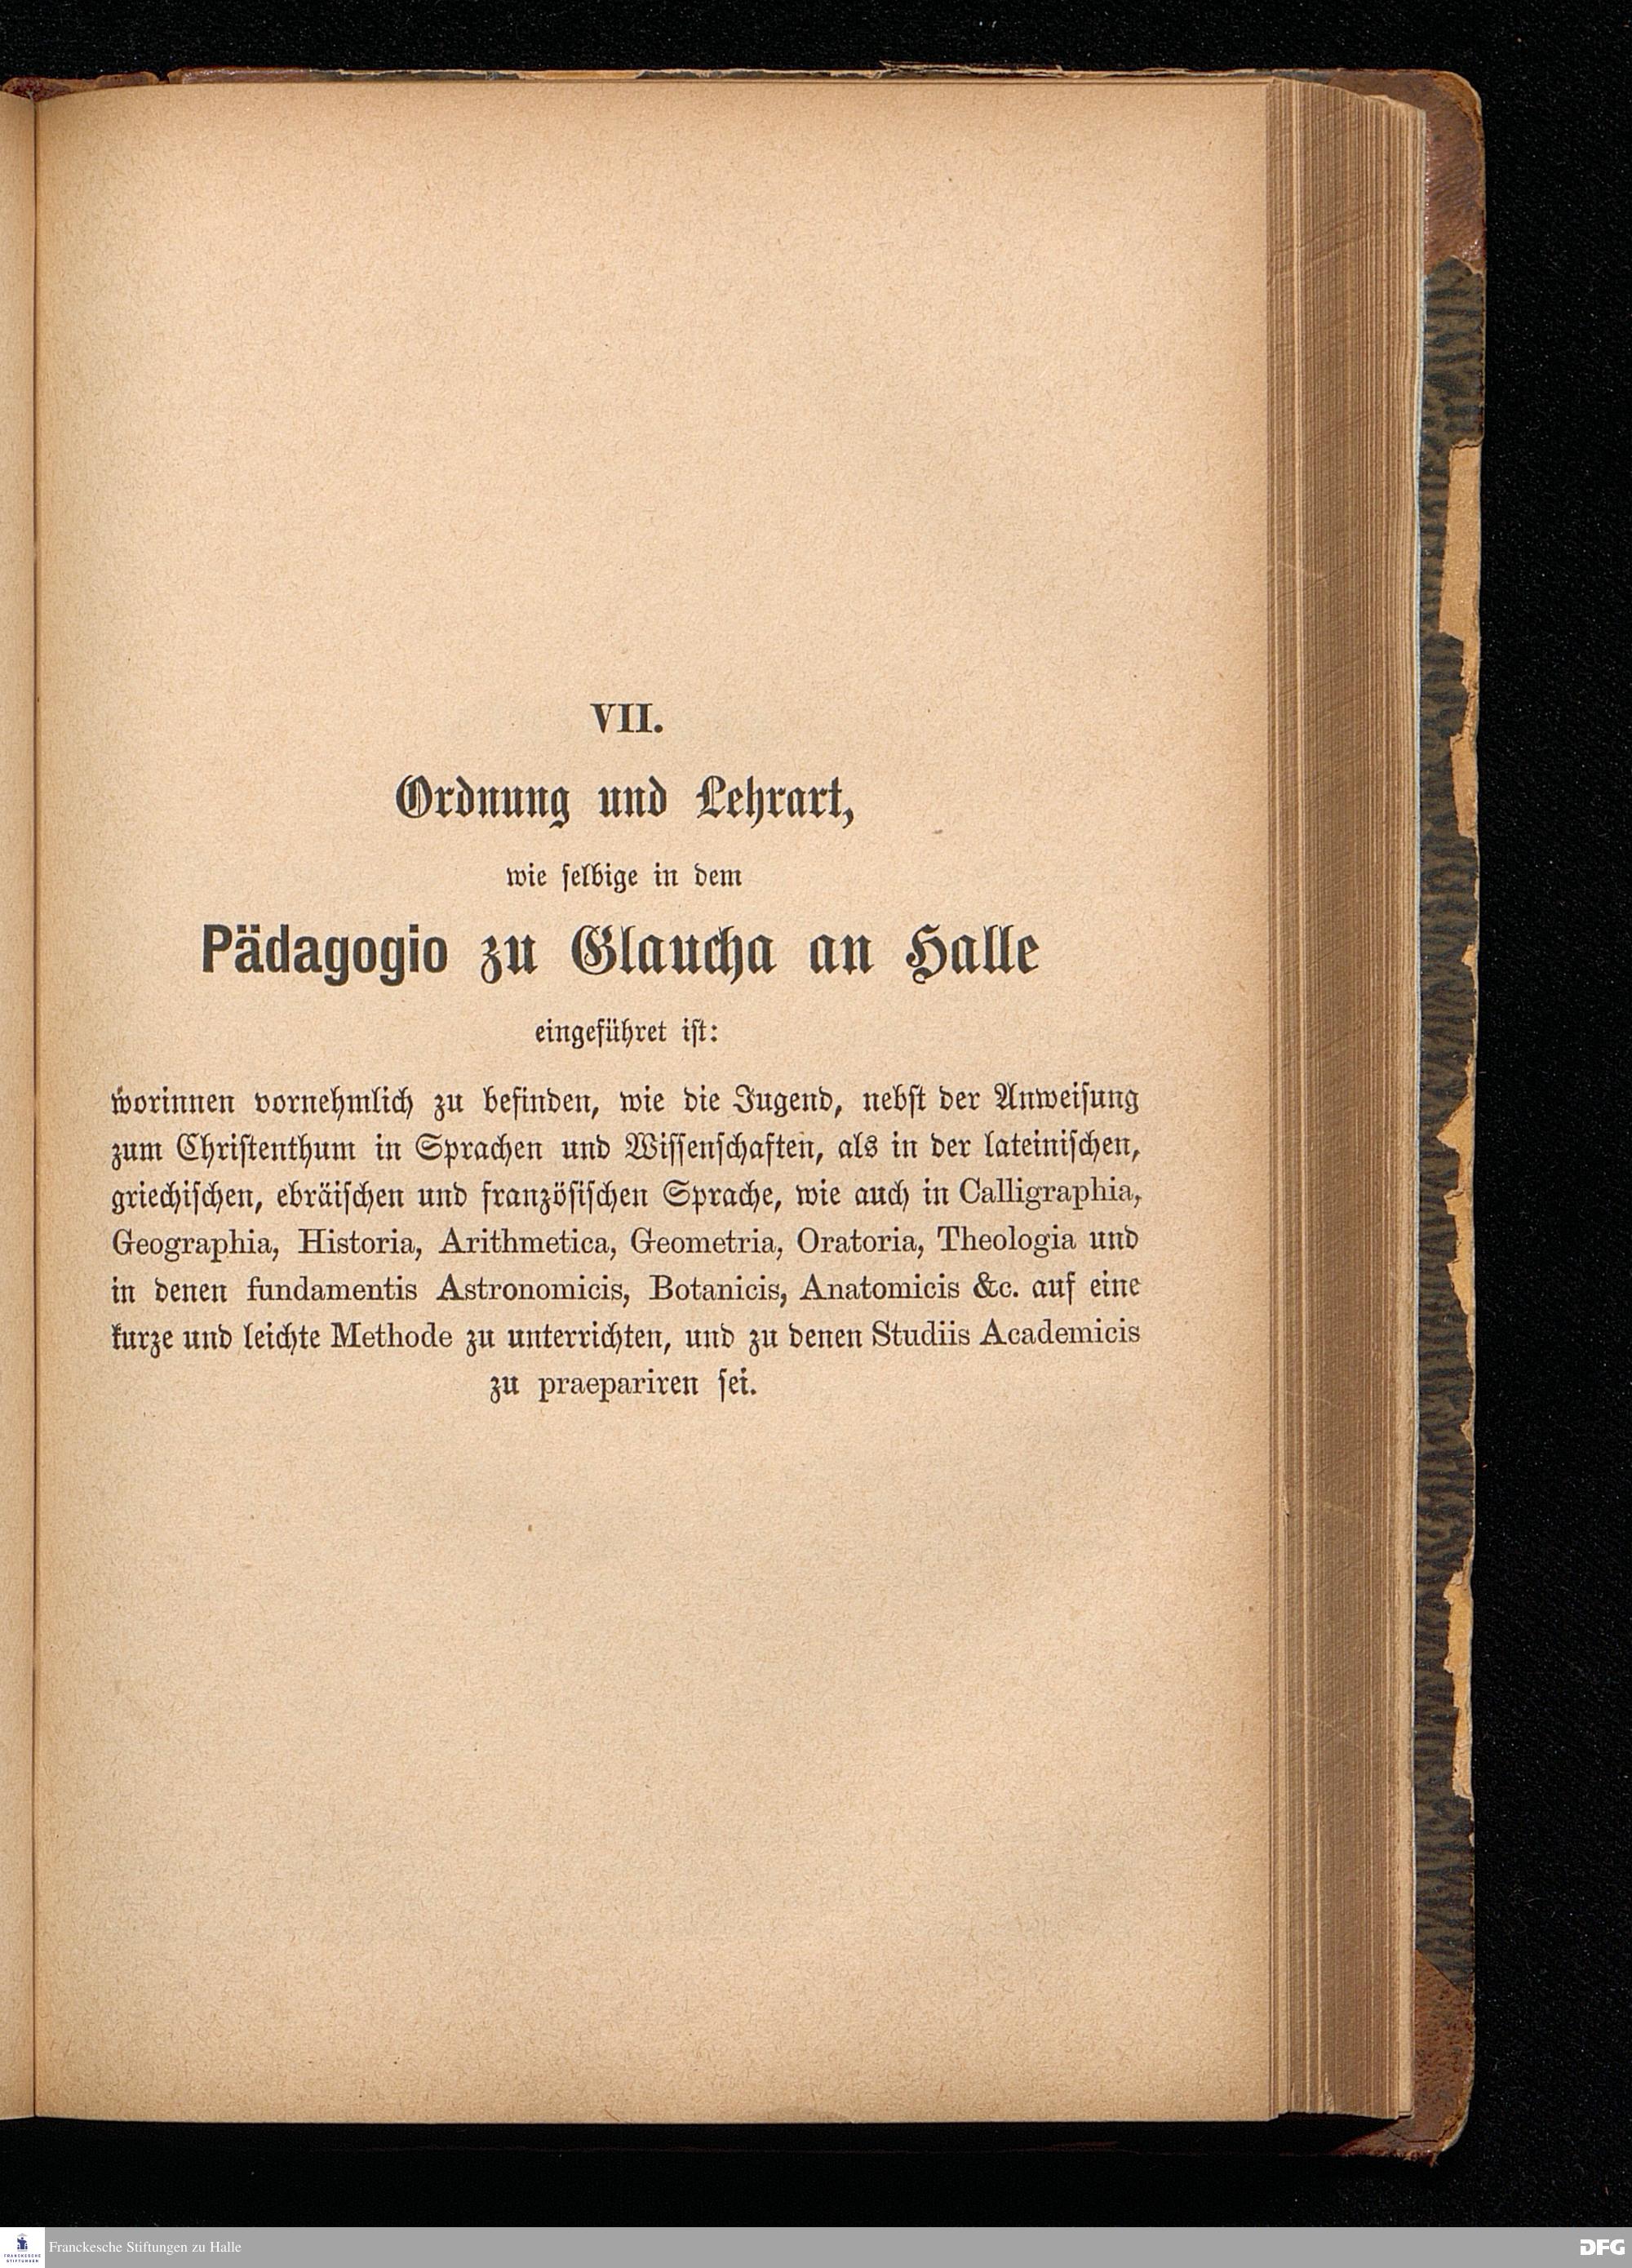 VII.
Ordnung und Lehrart,
wie selbige in dem
Pädagogio zu Glaucha an Halle
eingeführet ist:
worinnen vornehmlich zu befinden, wie die Jugend, nebst der Anweisung
zum Christenthum in Sprachen und Wissenschaften, als in der lateinischen,
griechischen, ebräischen und französischen Sprache, wie auch in Calligraphia,
Geographia, Historia, Arithmetica, Geometria, Oratoria, Theologia und
in denen fundamentis Astronomicis, Botanicis, Anatomicis &c. auf eine
kurze und leichte Methode zu unterrichten, und zu denen Studiis Academicis
zu praepariren sei.
FRANCKESCHE
STIFTUNGEN
Franckesche Stiftungen zu Halle
DFG